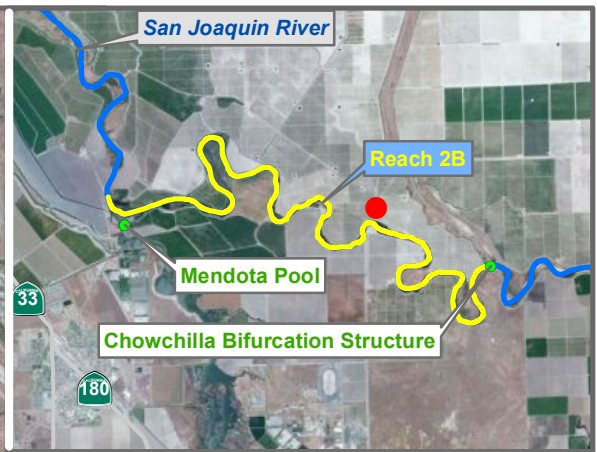 San Joaquin River
Reach 2B
Mendota Pool
33
Chowchilla Bifurcation Structure
180